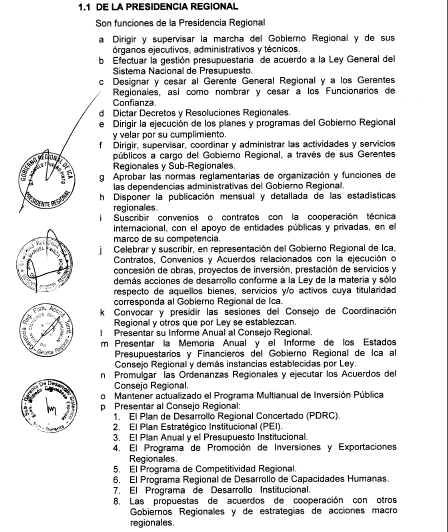 1.1 DE LA PRESIDENCIA REGIONAL
Son funciones de la Presidencia Regional
a Dirigir y supervisar la marcha del Gobierno Regional y de sus
órganos ejecutivos, administrativos y técnicos.
b Efectuar la gestión presupuestaria de acuerdo a la Ley General del
Sistema Nacional de Presupuesto.
c Designar y cesar al Gerente General Regional y a los Gerentes
Regionales, así como nombrar y cesar a los Funcionarios de
Confianza.
d Dictar Decretos y Resoluciones Regionales.
e Dirigir la ejecución de los planes y programas del Gobierno Regional
y velar por su cumplimiento.
f Dirigir, supervisar, coordinar y administrar las actividades y servicios
públicos a cargo del Gobierno Regional, a través de sus Gerentes
Regionales y Sub-Regionales.
g Aprobar las normas reglamentarias de organización y funciones de
las dependencias administrativas del Gobierno Regional.
h Disponer la publicación mensual y detallada de las estadísticas
regionales.
i Suscribir convenios o contratos con la cooperación técnica
internacional, con el apoyo de entidades públicas y privadas, en el
marco de su competencia.
j Celebrar y suscribir, en representación del Gobierno Regional de Ica,
Contratos, Convenios y Acuerdos relacionados con la ejecución o
concesión de obras, proyectos de inversión, prestación de servicios y
demás acciones de desarrollo conforme a la Ley de la materia y sólo
respecto de aquellos bienes, servicios y/o activos cuya titularidad
corresponda al Gobierno Regional de Ica.
k Convocar y presidir las sesiones del Consejo de Coordinación
Regional y otros que por Ley se establezcan.
l Presentar su Informe Anual al Consejo Regional.
m Presentar la Memoria Anual y el Informe de los Estados
Presupuestarios y Financieros del Gobierno Regional de Ica al
Consejo Regional y demás instancias establecidas por Ley.
n Promulgar las Ordenanzas Regionales y ejecutar los Acuerdos del
Consejo Regional.
o Mantener actualizado el Programa Multianual de Inversión Pública
p Presentar al Consejo Regional:
1. El Plan de Desarrollo Regional Concertado (PDRC).
2. El Plan Estratégico Institucional (PEI).
3. El Plan Anual y el Presupuesto Institucional.
4. El Programa de Promoción de Inversiones y Exportaciones
Regionales.
5. El Programa de Competitividad Regional.
6. El Programa Regional de Desarrollo de Capacidades Humanas.
7. El Programa de Desarrollo Institucional.
8. Las propuestas de acuerdos de cooperación con otros
Gobiernos Regionales y de estrategias de acciones macro
regionales.
GOBIERNO REGIONAL DE ICA
PRESIDENTE REGIONAL